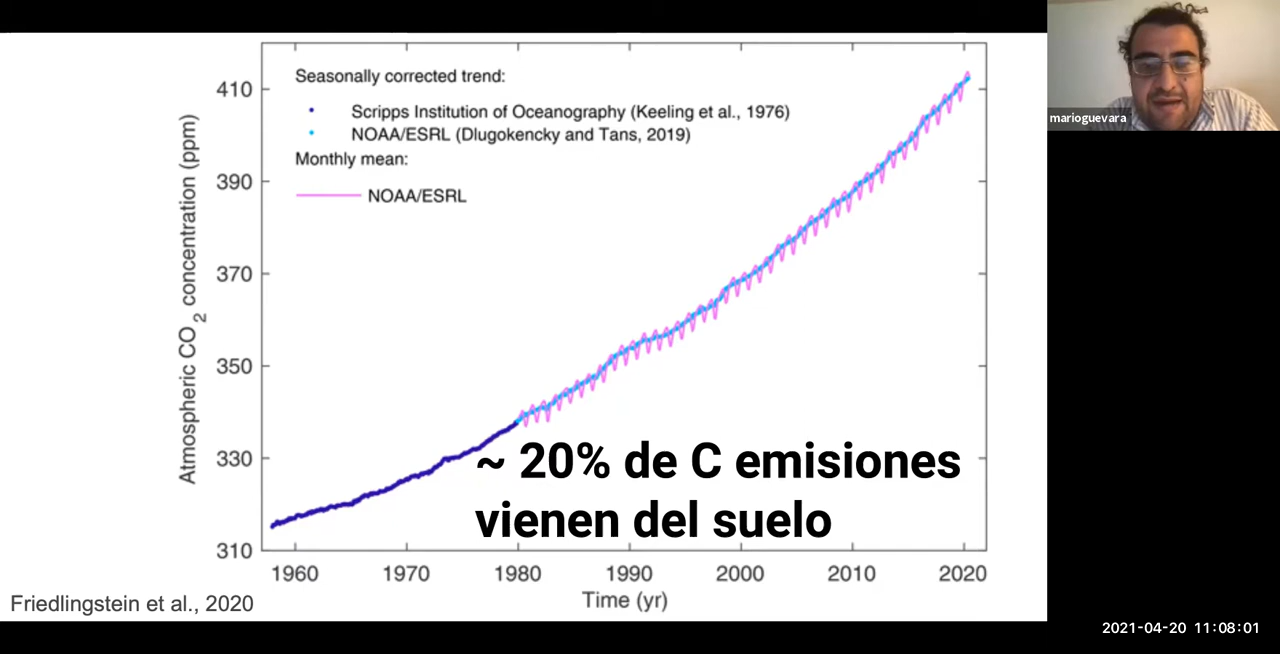 Seasonally corrected trend:
Scripps Institution of Oceanography (Keeling et al., 1976)
NOAA/ESRL (Dlugokencky and Tans, 2019)
Monthly mean:
NOAA/ESRL
Atmospheric CO2 concentration (ppm)
410
390
370
350
330
310
~ 20% de C emisiones
vienen del suelo
1960 1970 1980 1990 2000 2010 2020
Time (yr)
Friedlingstein et al., 2020
marioguevara
2021-04-20 11:08:01